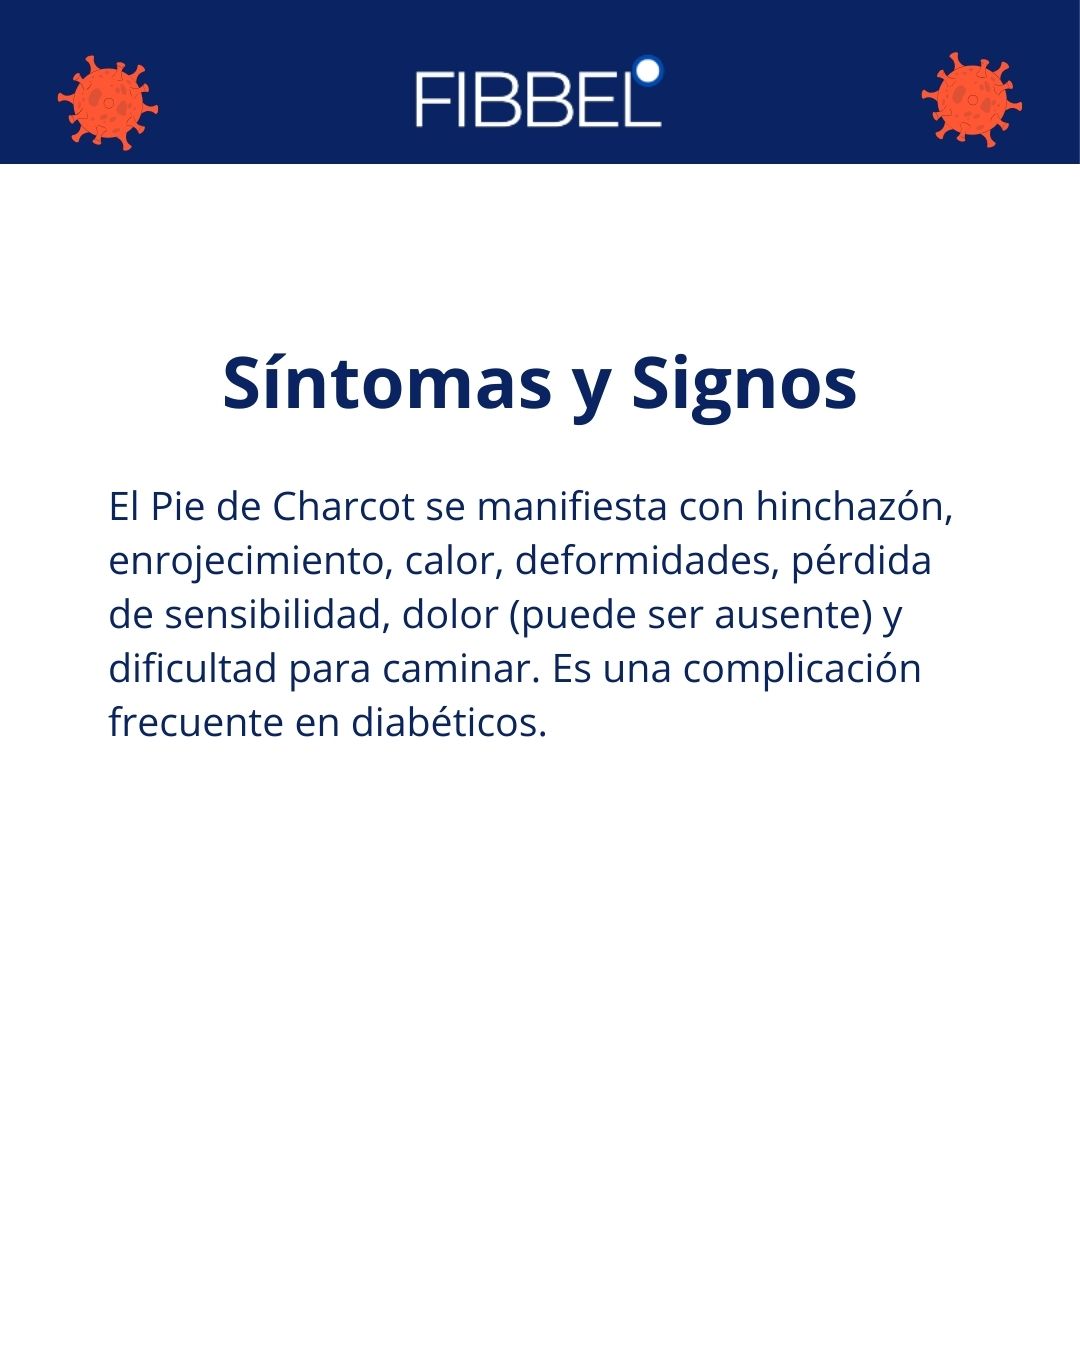 FIBBEL
Síntomas y Signos
El Pie de Charcot se manifiesta con hinchazón,
enrojecimiento, calor, deformidades, pérdida
de sensibilidad, dolor (puede ser ausente) y
dificultad para caminar. Es una complicación
frecuente en diabéticos.